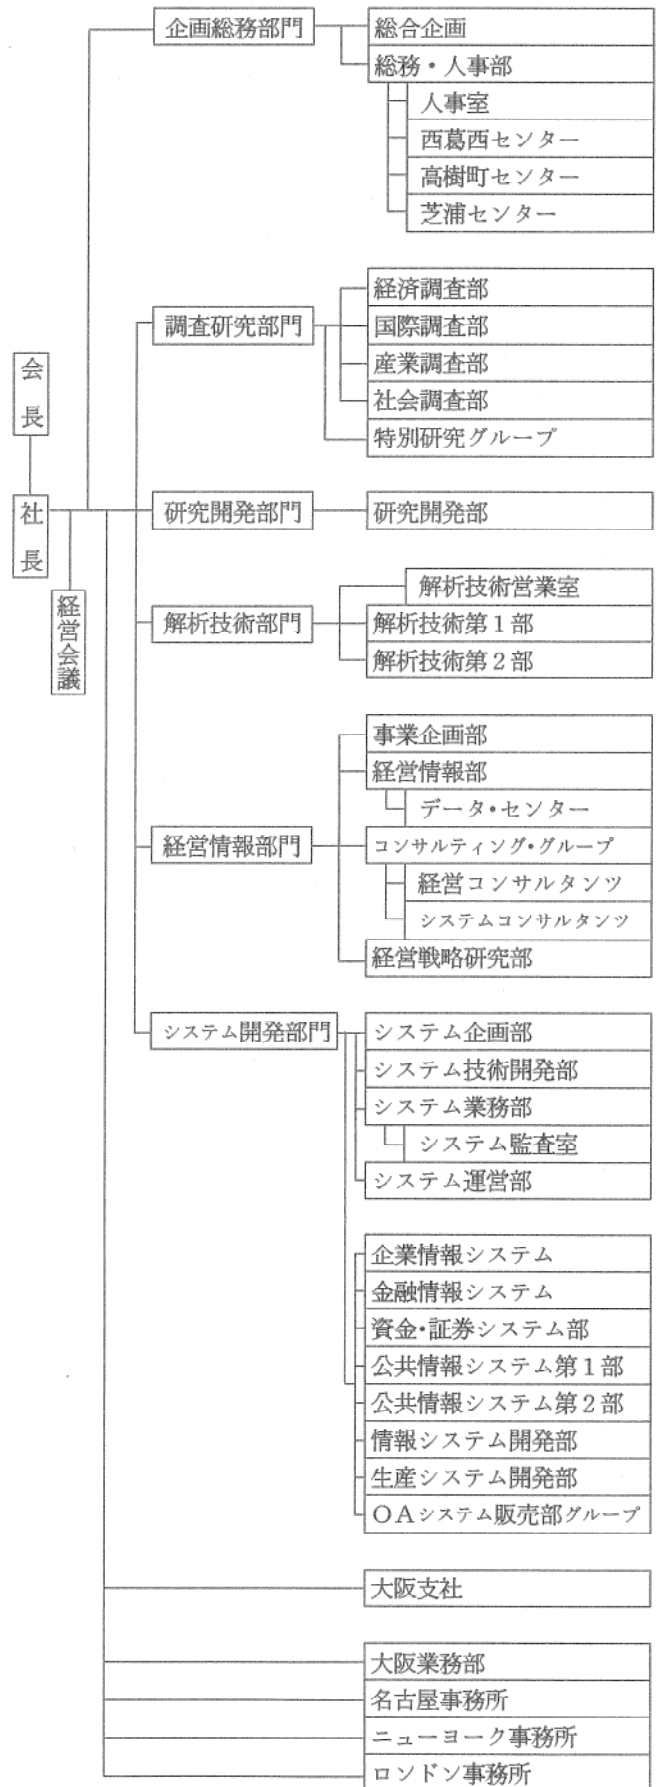 企画総務部門
総合企画
総務・人事部
人事室
西葛西センター
高樹町センター
芝浦センター
調査研究部門
経済調査部
国際調査部
産業調査部
社会調査部
特別研究グループ
会長
社長
経営会議
研究開発部門
研究開発部
解析技術部門
解析技術営業室
解析技術第1部
解析技術第2部
経営情報部門
事業企画部
経営情報部
データ・センター
コンサルティング・グループ
経営コンサルタンツ
システムコンサルタンツ
経営戦略研究部
システム開発部門
システム企画部
システム技術開発部
システム業務部
システム監査室
システム運営部
企業情報システム
金融情報システム
資金・証券システム部
公共情報システム第1部
公共情報システム第2部
情報システム開発部
生産システム開発部
OAシステム販売部グループ
大阪支社
大阪業務部
名古屋事務所
ニューヨーク事務所
ロンドン事務所